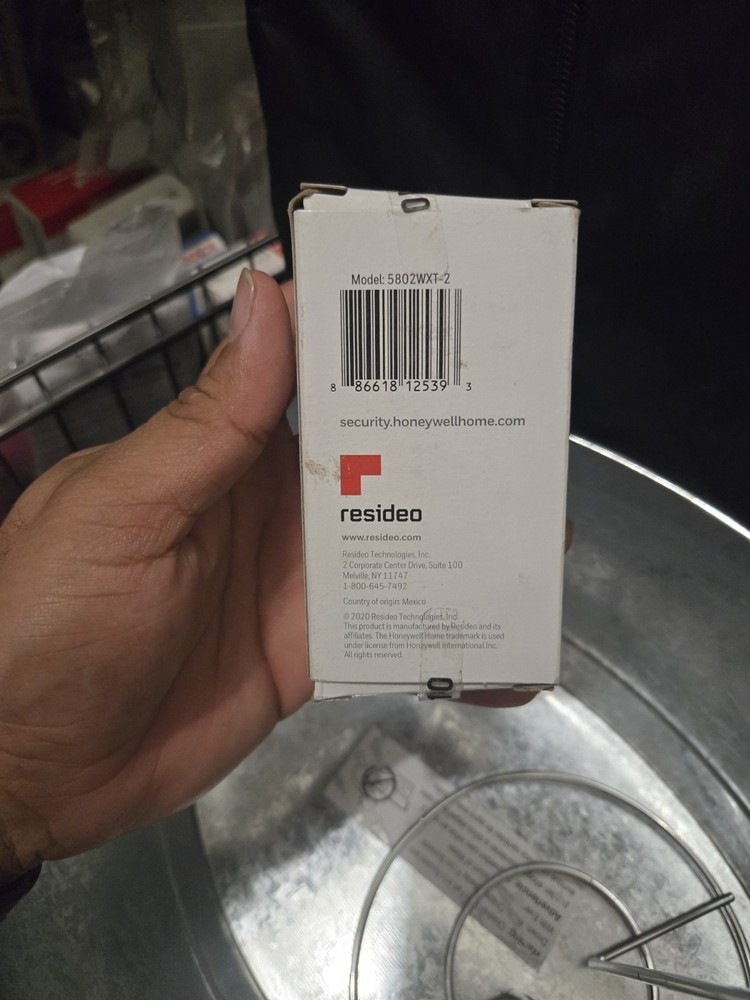 Model: 5802WXT-2
8 86618 12539 3
security.honeywellhome.com
resideo
www.resideo.com
Resideo Technologies, Inc.
2 Corporate Center Drive, Suite 100
Melville, NY 11747
1-800-645-7492
Country of origin: Mexico
© 2020 Resideo Technologies, Inc.
This product is manufactured by Resideo and its
affiliates. The Honeywell Home trademark is used
under license from Honeywell International Inc.
All rights reserved.